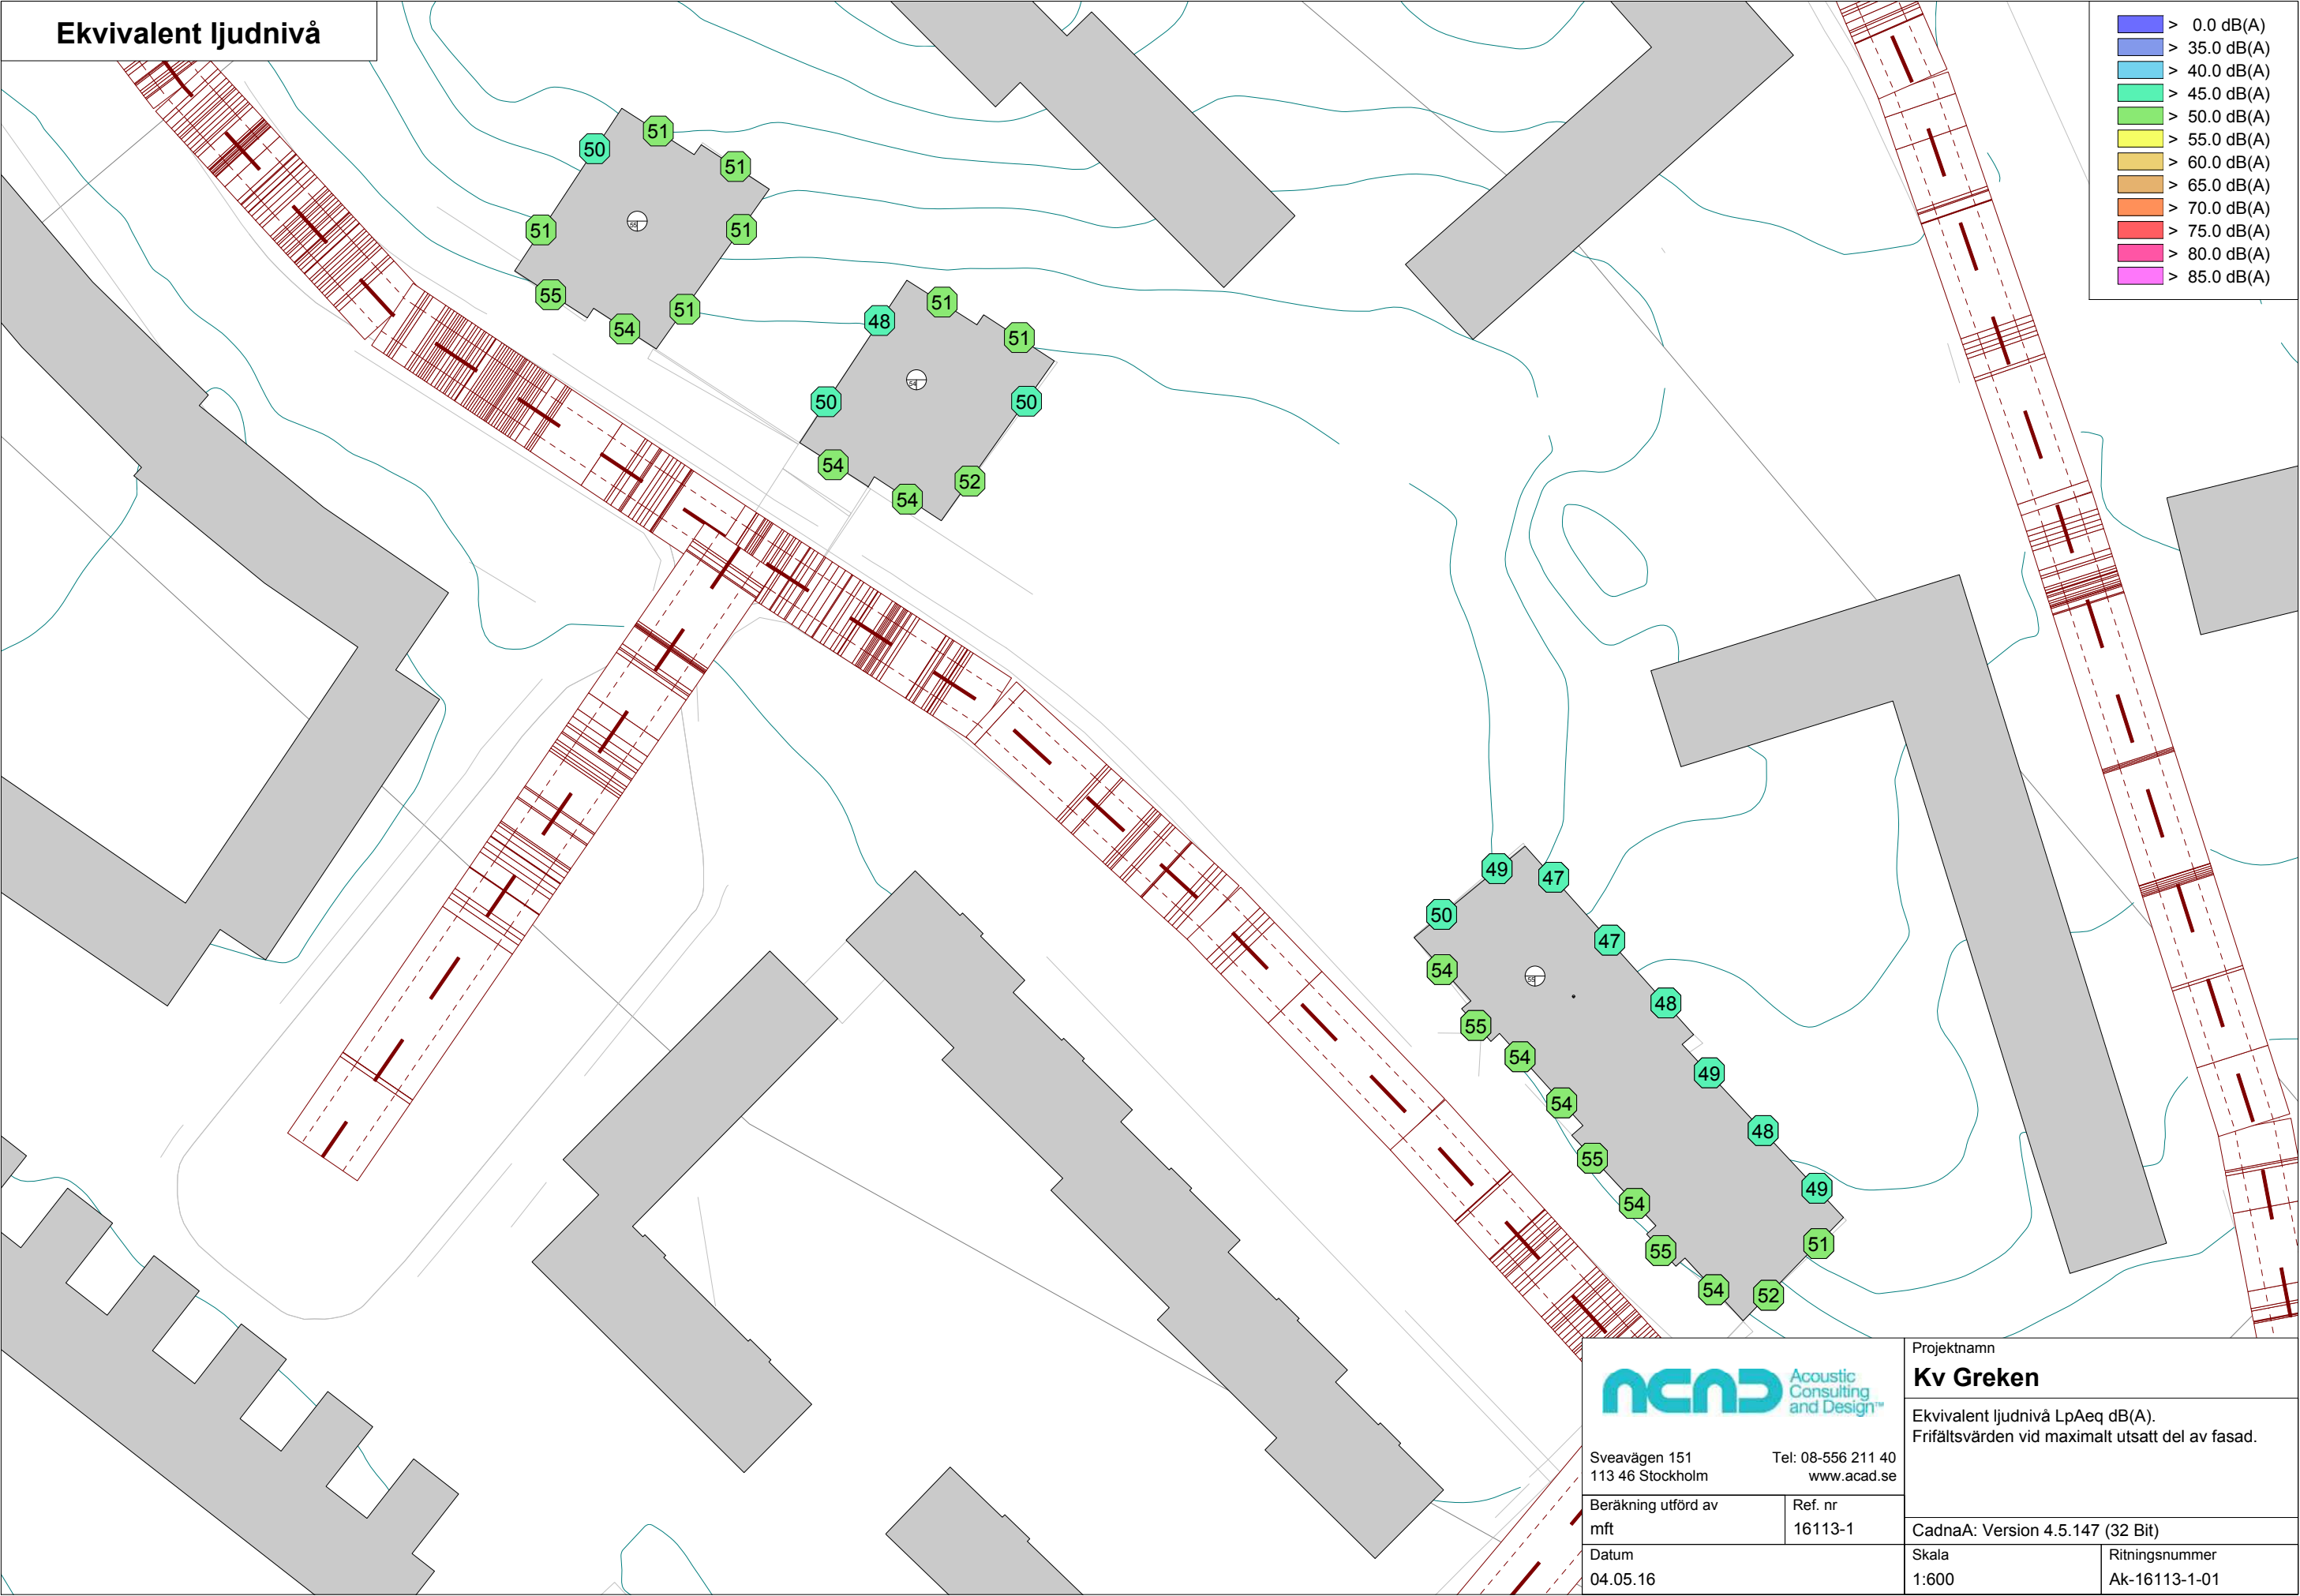 Ekvivalent ljudnivå
> 0.0 dB(A)
> 35.0 dB(A)
> 40.0 dB(A)
> 45.0 dB(A)
> 50.0 dB(A)
> 55.0 dB(A)
> 60.0 dB(A)
> 65.0 dB(A)
> 70.0 dB(A)
> 75.0 dB(A)
> 80.0 dB(A)
> 85.0 dB(A)
51
50
51
55
51
51
55
51
54
51
48
51
54
50
50
54
52
54
49
47
50
47
54
55
48
55
54
49
54
48
55
49
54
51
55
54
52
ACAD
Acoustic
Consulting
and Design™
Sveavägen 151
113 46 Stockholm
Tel: 08-556 211 40
www.acad.se
Beräkning utförd av
mft
Ref. nr
16113-1
Datum
04.05.16
Projektnamn
Kv Greken
Ekvivalent ljudnivå LpAeq dB(A).
Frifältsvärden vid maximalt utsatt del av fasad.
CadnaA: Version 4.5.147 (32 Bit)
Skala
1:600
Ritningsnummer
Ak-16113-1-01